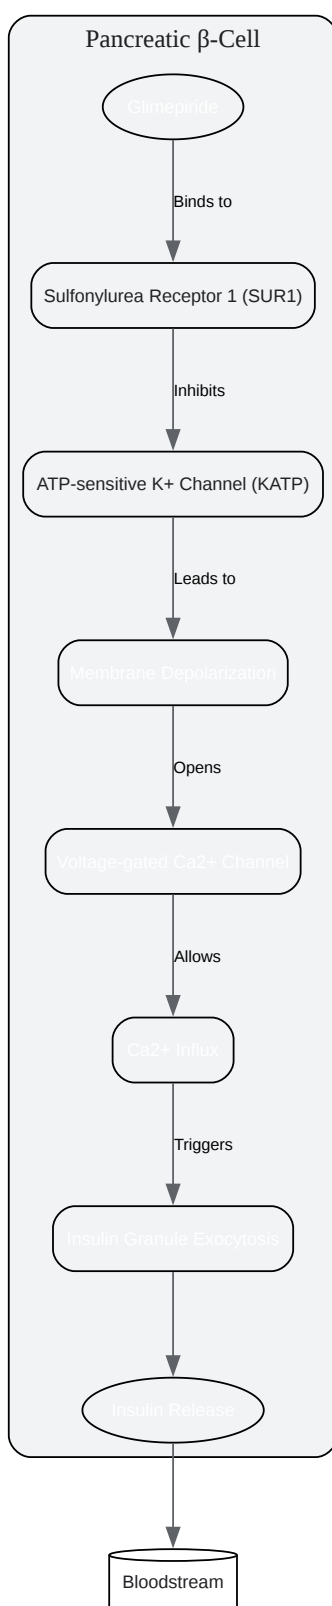 Pancreatic β-Cell
Glimepiride
Binds to
Sulfonylurea Receptor 1 (SUR1)
Inhibits
ATP-sensitive K+ Channel (KATP)
Leads to
Membrane Depolarization
Opens
Voltage-gated Ca2+ Channel
Allows
Ca2+ Influx
Triggers
Insulin Granule Exocytosis
Insulin Release
Bloodstream